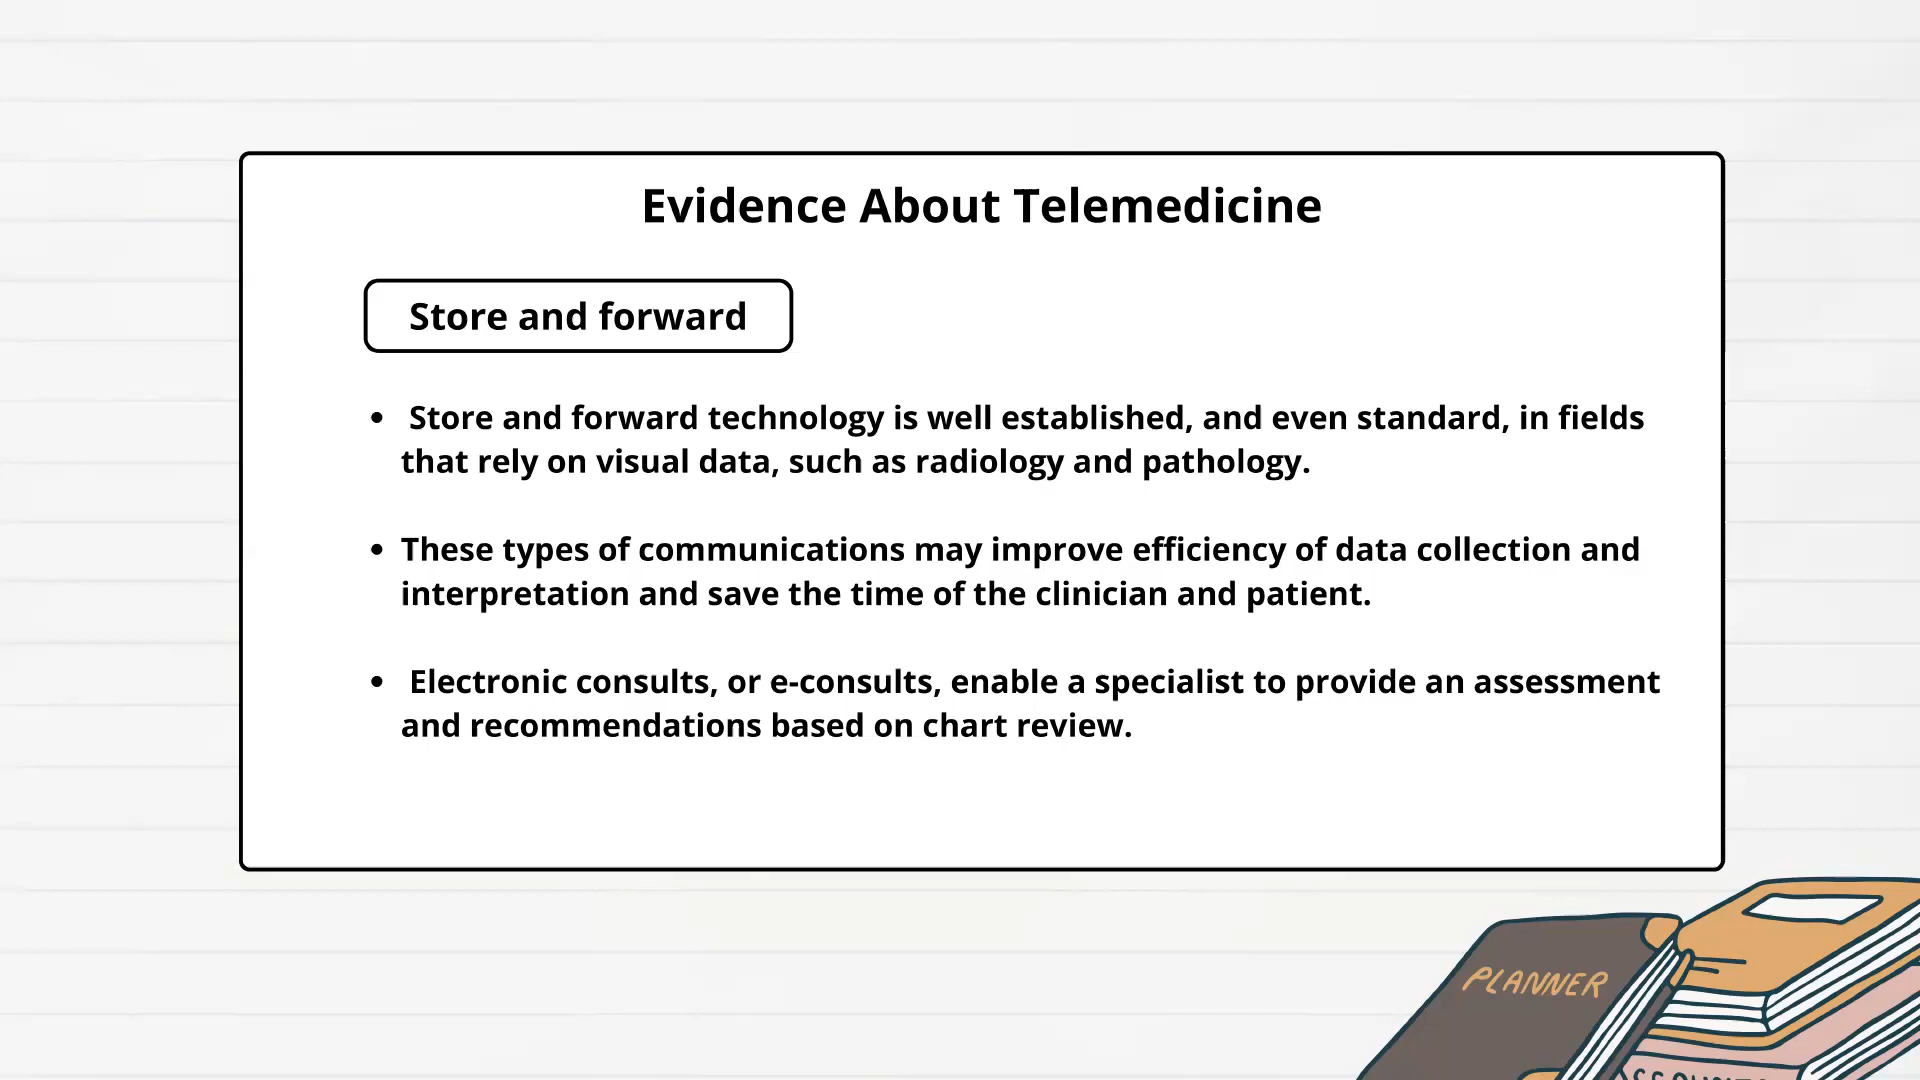 Evidence About Telemedicine
Store and forward
• Store and forward technology is well established, and even standard, in fields
that rely on visual data, such as radiology and pathology.
• These types of communications may improve efficiency of data collection and
interpretation and save the time of the clinician and patient.
• Electronic consults, or e-consults, enable a specialist to provide an assessment
and recommendations based on chart review.
PLANNER